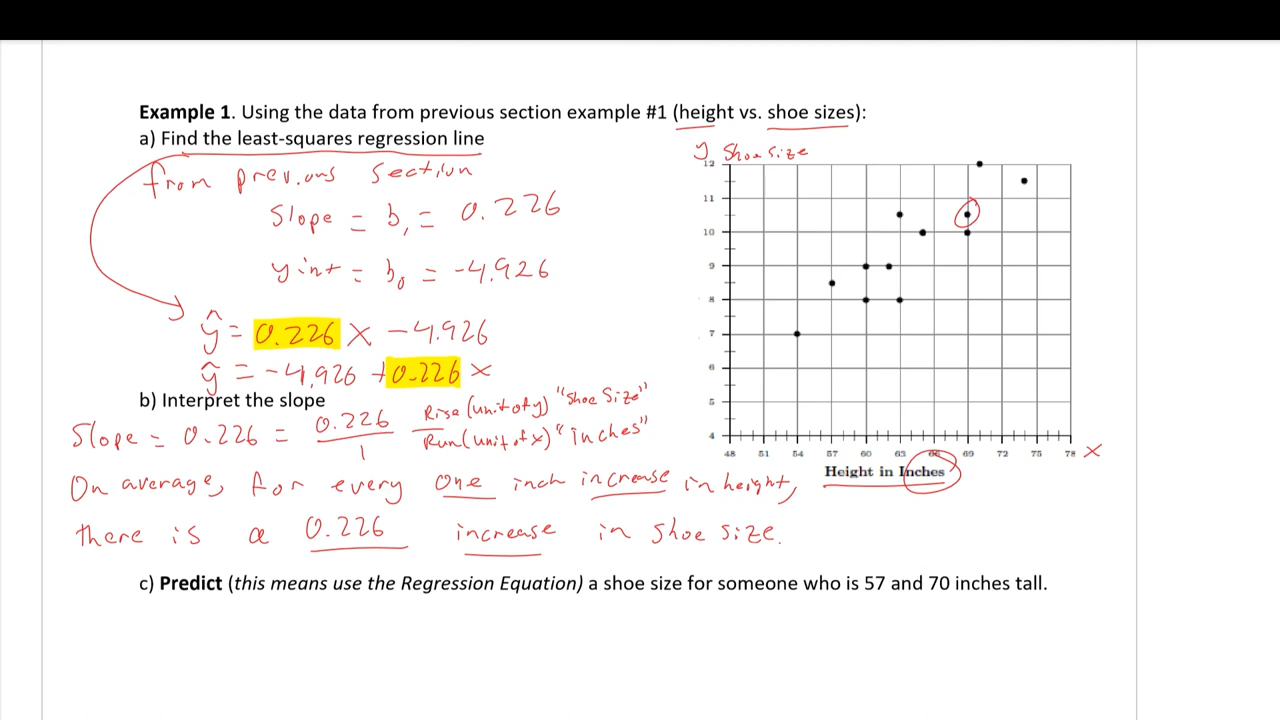 Example 1. Using the data from previous section example #1 (height vs. shoe sizes):
a) Find the least-squares regression line
from previous section
Slope = b₁ = 0.226
y int = b₀ = -4.926
ŷ = 0.226 x - 4.926
ŷ = -4.926 + 0.226 x
y Shoe size
12
11
10
9
8
7
6
5
4
48 51 54 57 60 63 66 69 72 75 78 x
Height in Inches
b) Interpret the slope
Slope = 0.226 = 0.226 / 1
Rise (unit of y) "Shoe Size"
Run (unit of x) "inches"
On average, for every one inch increase in height,
there is a 0.226 increase in shoe size.
c) Predict (this means use the Regression Equation) a shoe size for someone who is 57 and 70 inches tall.